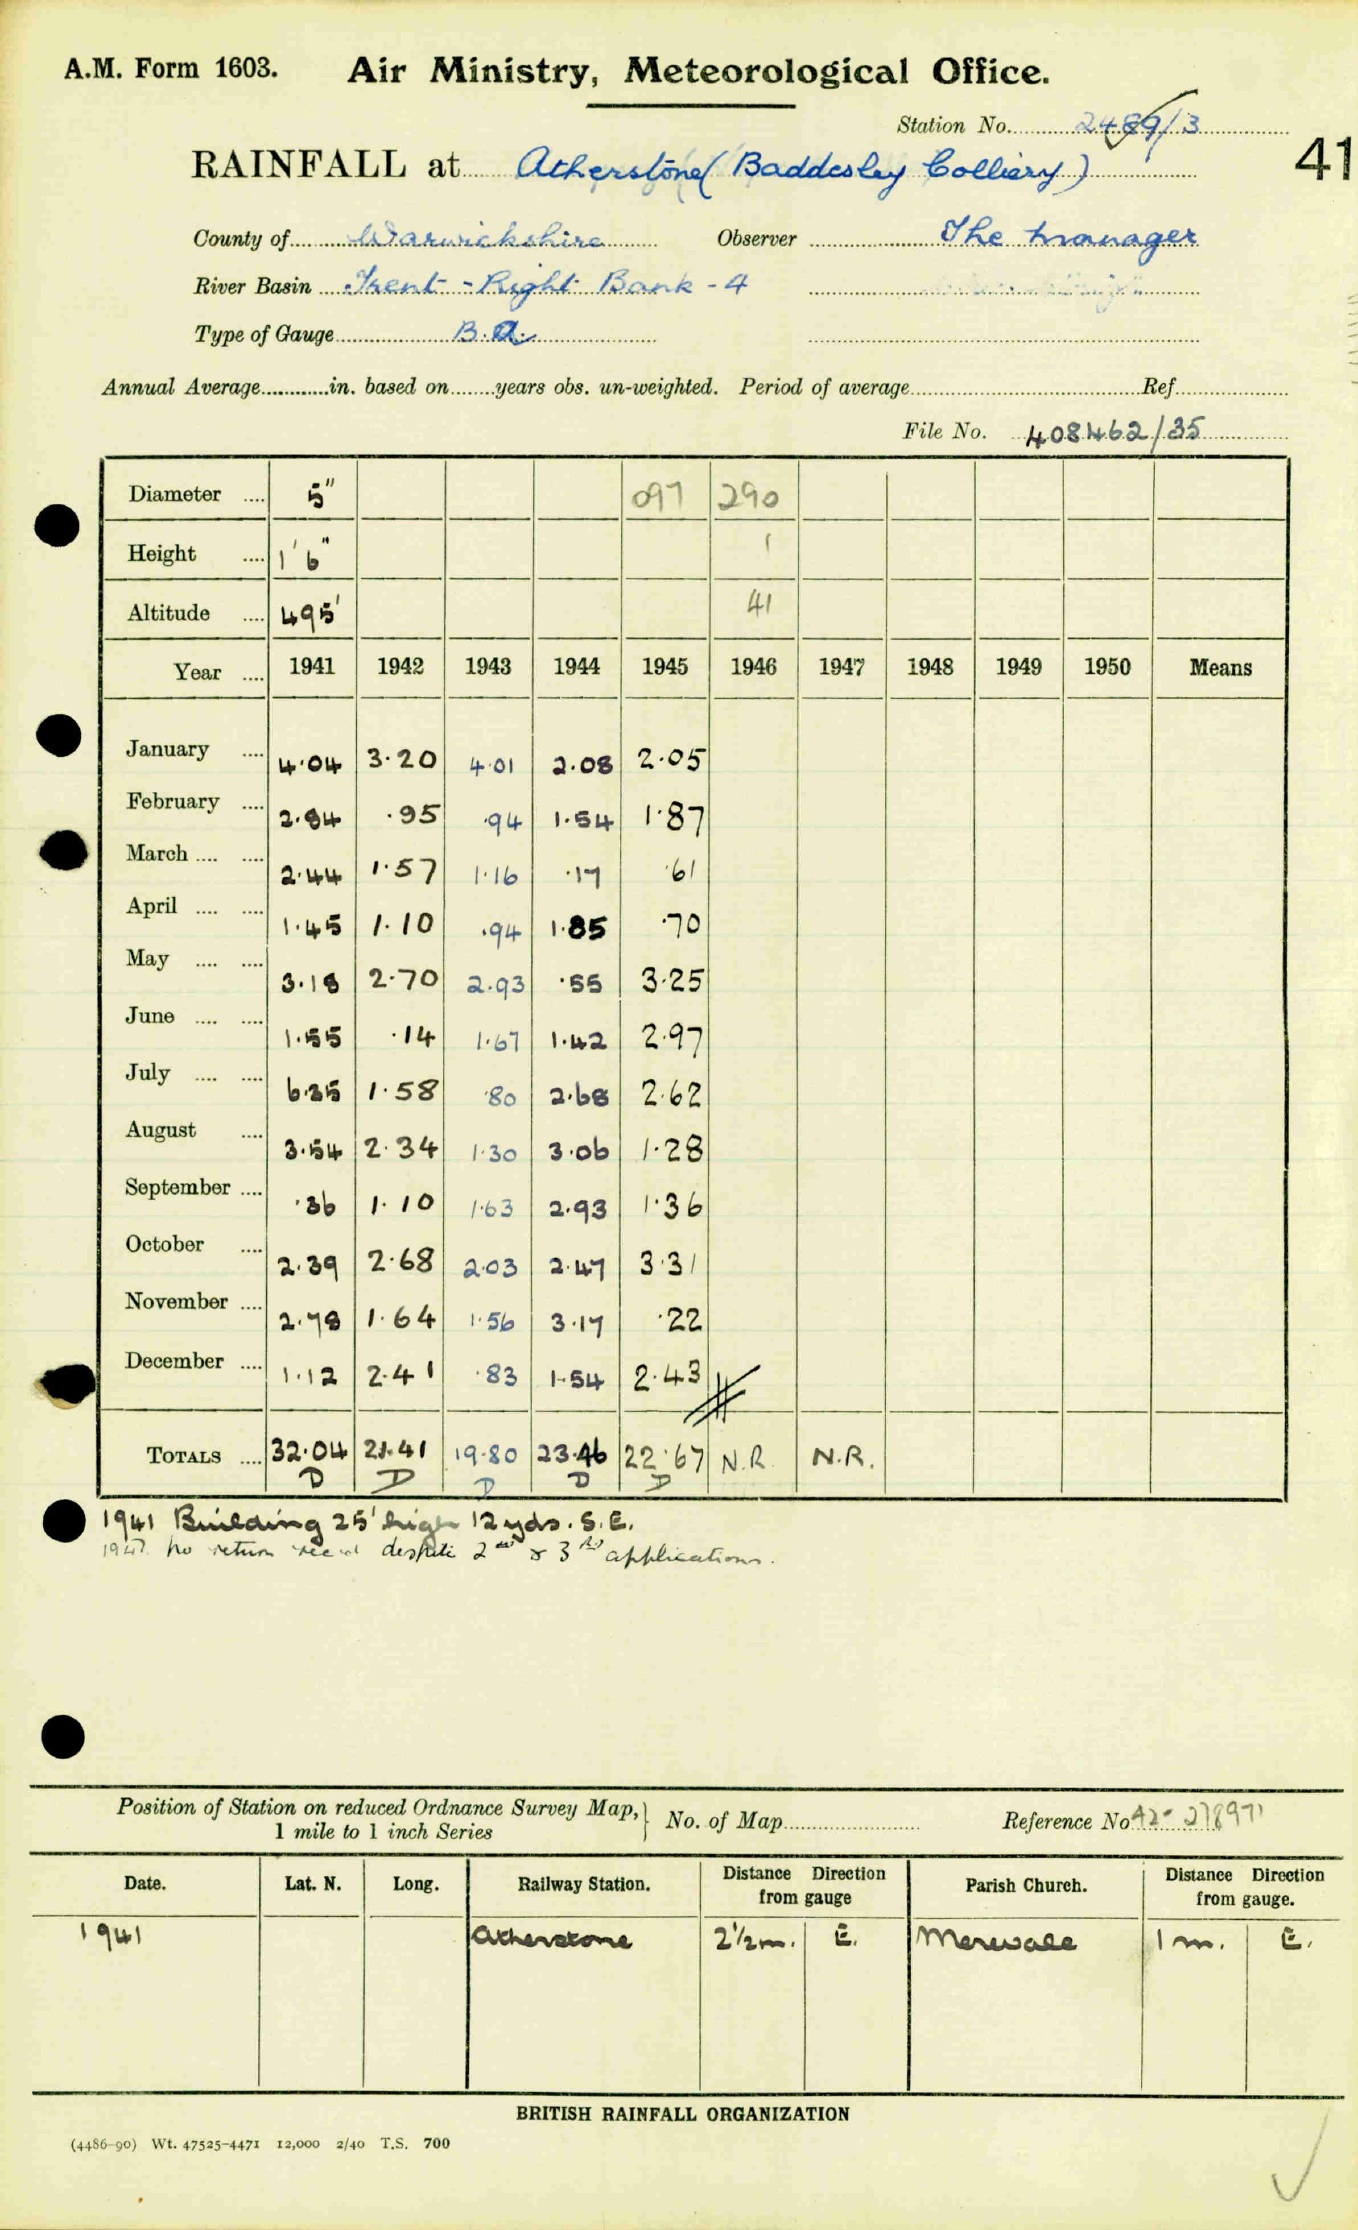 A.M. Form 1603. Air Ministry, Meteorological Office.
Station No. 2489/3
41
RAINFALL at Atherstone (Baddesley Colliery)
County of Warwickshire Observer The Manager
River Basin Trent - Right Bank - 4
Type of Gauge B.a.
Annual Average in. based on years obs. un-weighted. Period of average Ref
File No. 408462/35
Diameter .... 5" 097 290
Height .... 1' 6" 1
Altitude .... 495' 41
Year .... 1941 1942 1943 1944 1945 1946 1947 1948 1949 1950 Means
January .... 4.04 3.20 4.01 2.08 2.05
February .... 2.84 .95 .94 1.54 1.87
March .... .... 2.44 1.57 1.16 .17 .61
April .... .... 1.45 1.10 .94 1.85 .70
May .... .... 3.18 2.70 2.93 .55 3.25
June .... .... 1.55 .14 1.67 1.42 2.97
July .... .... 6.35 1.58 .80 2.68 2.62
August .... 3.54 2.34 1.30 3.06 1.28
September .... .36 1.10 1.63 2.93 1.36
October .... 2.39 2.68 2.03 2.47 3.31
November .... 2.78 1.64 1.56 3.17 .22
December .... 1.12 2.41 .83 1.54 2.43
TOTALS .... 32.04 21.41 19.80 23.46 22.67 N.R. N.R.
D D D D D
1941 Building 25' high 12 yds. S.E.
1947 No return rec'd despite 2nd & 3rd applications.
Position of Station on reduced Ordnance Survey Map, } No. of Map Reference No 42-278971
1 mile to 1 inch Series
Date. Lat. N. Long. Railway Station. Distance Direction from gauge Parish Church. Distance Direction from gauge.
1941 Atherstone 2½m. E. Merevale 1 m. E.
BRITISH RAINFALL ORGANIZATION
(4486-90) Wt. 47525-4471 12,000 2/40 T.S. 700